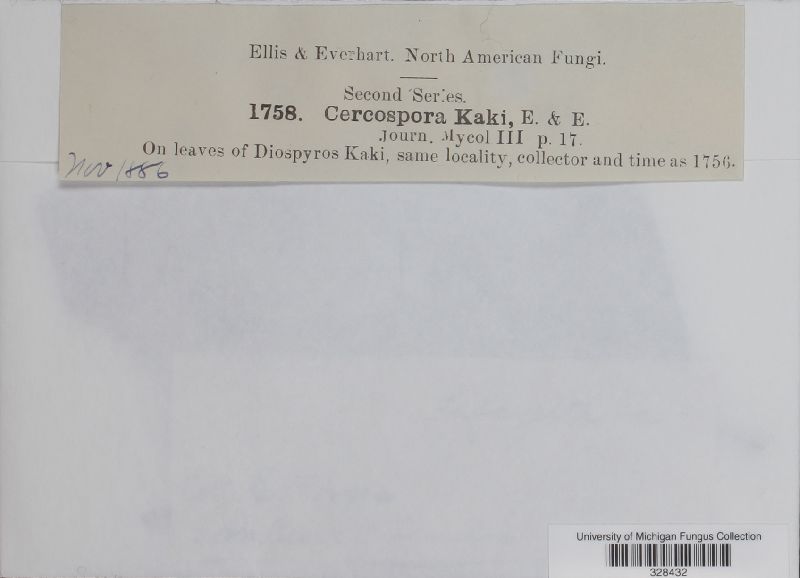 Ellis & Everhart. North American Fungi.
Second Series.
1758. Cercospora Kaki, E. & E.
Journ. Mycol III p. 17.
On leaves of Diospyros Kaki, same locality, collector and time as 1756.
Nov 1886
University of Michigan Fungus Collection
328432